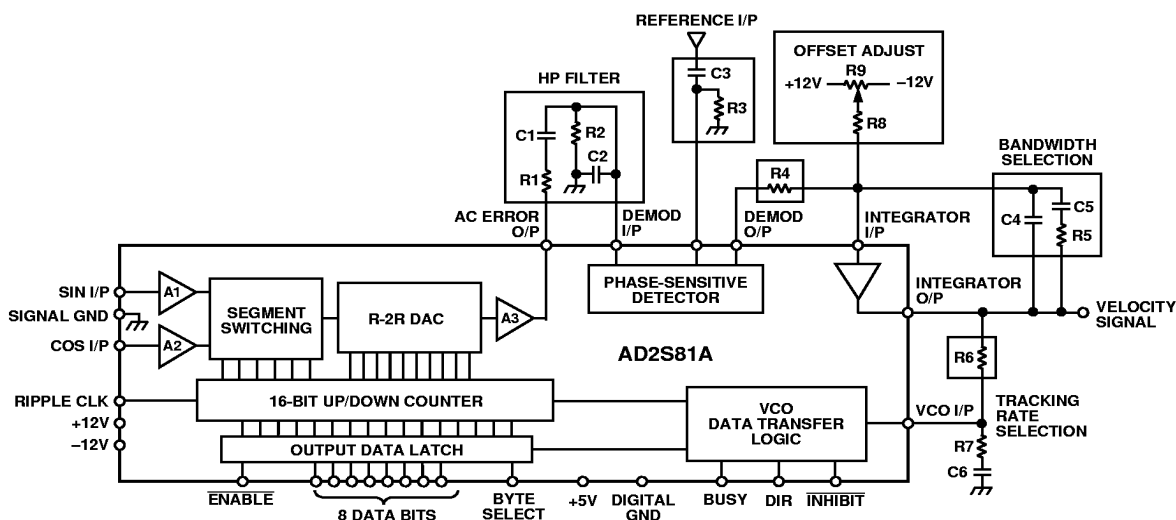 REFERENCE I/P
OFFSET ADJUST
R9
+12V
–12V
R8
HP FILTER
C3
R3
C1
R2
C2
R1
BANDWIDTH
SELECTION
R4
C4
C5
R5
AC ERROR
O/P
DEMOD
I/P
DEMOD
O/P
INTEGRATOR
I/P
SIN I/P
A1
SIGNAL GND
COS I/P
A2
SEGMENT
SWITCHING
R-2R DAC
A3
PHASE-SENSITIVE
DETECTOR
INTEGRATOR
O/P
VELOCITY
SIGNAL
AD2S81A
R6
RIPPLE CLK
+12V
–12V
16-BIT UP/DOWN COUNTER
VCO
DATA TRANSFER
LOGIC
VCO I/P
TRACKING
RATE
SELECTION
R7
C6
OUTPUT DATA LATCH
ENABLE
8 DATA BITS
BYTE
SELECT
+5V
DIGITAL
GND
BUSY
DIR
INHIBIT